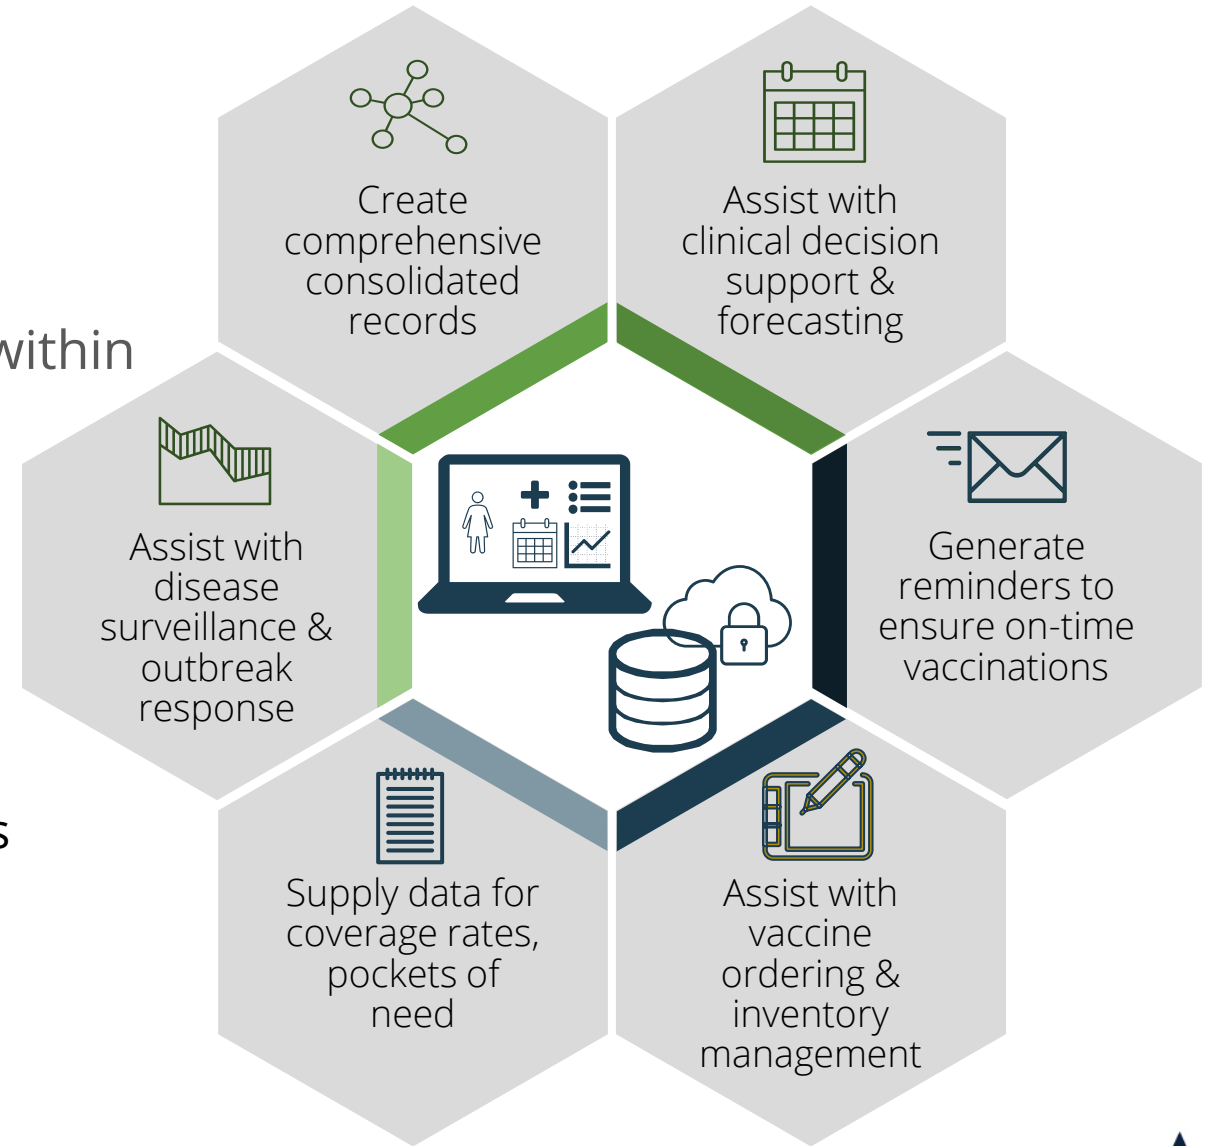 Create
comprehensive
consolidated
records
Assist with
clinical decision
support &
forecasting
within
Assist with
disease
surveillance &
outbreak
response
Generate
reminders to
ensure on-time
vaccinations
s
Supply data for
coverage rates,
pockets of
need
Assist with
vaccine
ordering &
inventory
management